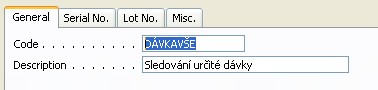 General Serial No. Lot No. Misc.
Code . . . . . . . . . . DÁVKAVŠE
Description . . . . . . . Sledování určité dávky